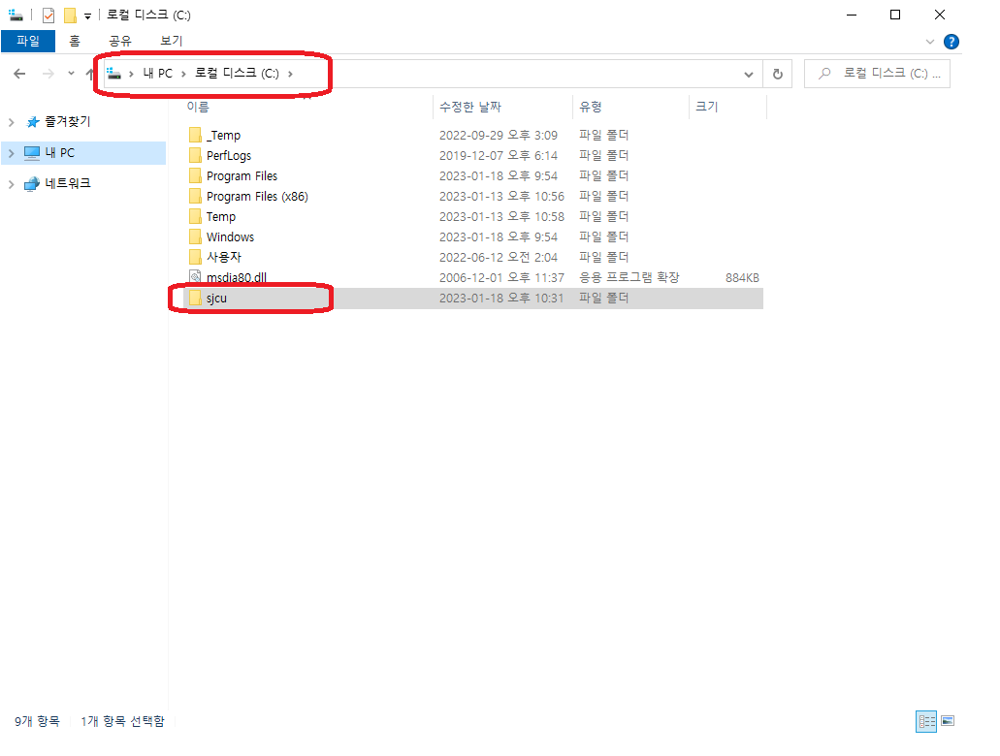 로컬 디스크 (C:)
파일 홈 공유 보기
내 PC > 로컬 디스크 (C:) > 로컬 디스크 (C:) ...
이름 수정한 날짜 유형 크기
즐겨찾기
내 PC
네트워크
_Temp 2022-09-29 오후 3:09 파일 폴더
PerfLogs 2019-12-07 오후 6:14 파일 폴더
Program Files 2023-01-18 오후 9:54 파일 폴더
Program Files (x86) 2023-01-13 오후 10:56 파일 폴더
Temp 2023-01-13 오후 10:58 파일 폴더
Windows 2023-01-18 오후 9:54 파일 폴더
사용자 2022-06-12 오전 2:04 파일 폴더
msdia80.dll 2006-12-01 오후 11:37 응용 프로그램 확장 884KB
sjcu 2023-01-18 오후 10:31 파일 폴더
9개 항목 1개 항목 선택함